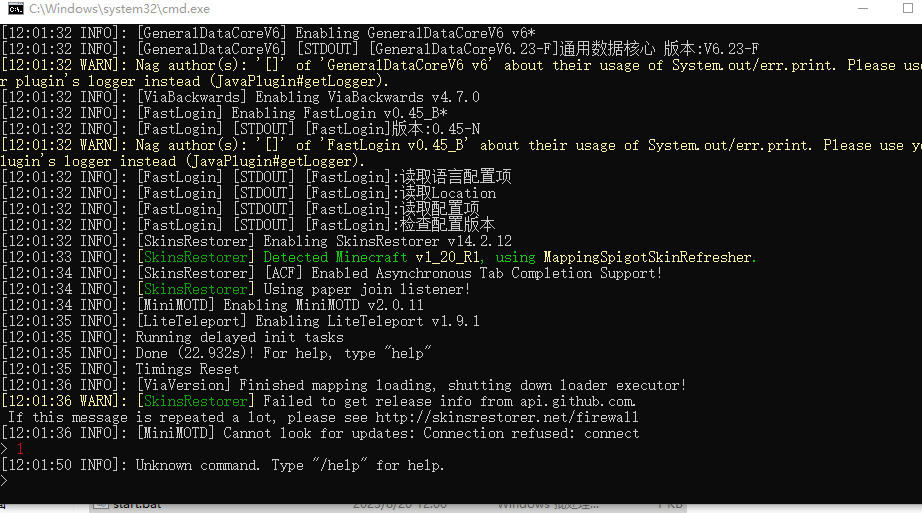 C:\Windows\system32\cmd.exe
[12:01:32 INFO]: [GeneralDataCoreV6] Enabling GeneralDataCoreV6 v6*
[12:01:32 INFO]: [GeneralDataCoreV6] [STDOUT] [GeneralDataCoreV6.23-F]通用数据核心 版本:V6.23-F
[12:01:32 WARN]: Nag author(s): '[]' of 'GeneralDataCoreV6 v6' about their usage of System.out/err.print. Please use
r plugin's logger instead (JavaPlugin#getLogger).
[12:01:32 INFO]: [ViaBackwards] Enabling ViaBackwards v4.7.0
[12:01:32 INFO]: [FastLogin] Enabling FastLogin v0.45_B*
[12:01:32 INFO]: [FastLogin] [STDOUT] [FastLogin]版本:0.45-N
[12:01:32 WARN]: Nag author(s): '[]' of 'FastLogin v0.45_B' about their usage of System.out/err.print. Please use y
lugin's logger instead (JavaPlugin#getLogger).
[12:01:32 INFO]: [FastLogin] [STDOUT] [FastLogin]:读取语言配置项
[12:01:32 INFO]: [FastLogin] [STDOUT] [FastLogin]:读取Location
[12:01:32 INFO]: [FastLogin] [STDOUT] [FastLogin]:读取配置项
[12:01:32 INFO]: [FastLogin] [STDOUT] [FastLogin]:检查配置版本
[12:01:32 INFO]: [SkinsRestorer] Enabling SkinsRestorer v14.2.12
[12:01:33 INFO]: [SkinsRestorer] Detected Minecraft v1_20_R1, using MappingSpigotSkinRefresher.
[12:01:34 INFO]: [SkinsRestorer] [ACF] Enabled Asynchronous Tab Completion Support!
[12:01:34 INFO]: [SkinsRestorer] Using paper join listener!
[12:01:34 INFO]: [MiniMOTD] Enabling MiniMOTD v2.0.11
[12:01:35 INFO]: [LiteTeleport] Enabling LiteTeleport v1.9.1
[12:01:35 INFO]: Running delayed init tasks
[12:01:35 INFO]: Done (22.932s)! For help, type "help"
[12:01:35 INFO]: Timings Reset
[12:01:36 INFO]: [ViaVersion] Finished mapping loading, shutting down loader executor!
[12:01:36 WARN]: [SkinsRestorer] Failed to get release info from api.github.com.
If this message is repeated a lot, please see http://skinsrestorer.net/firewall
[12:01:36 INFO]: [MiniMOTD] Cannot look for updates: Connection refused: connect
> 1
[12:01:50 INFO]: Unknown command. Type "/help" for help.
>
start.bat